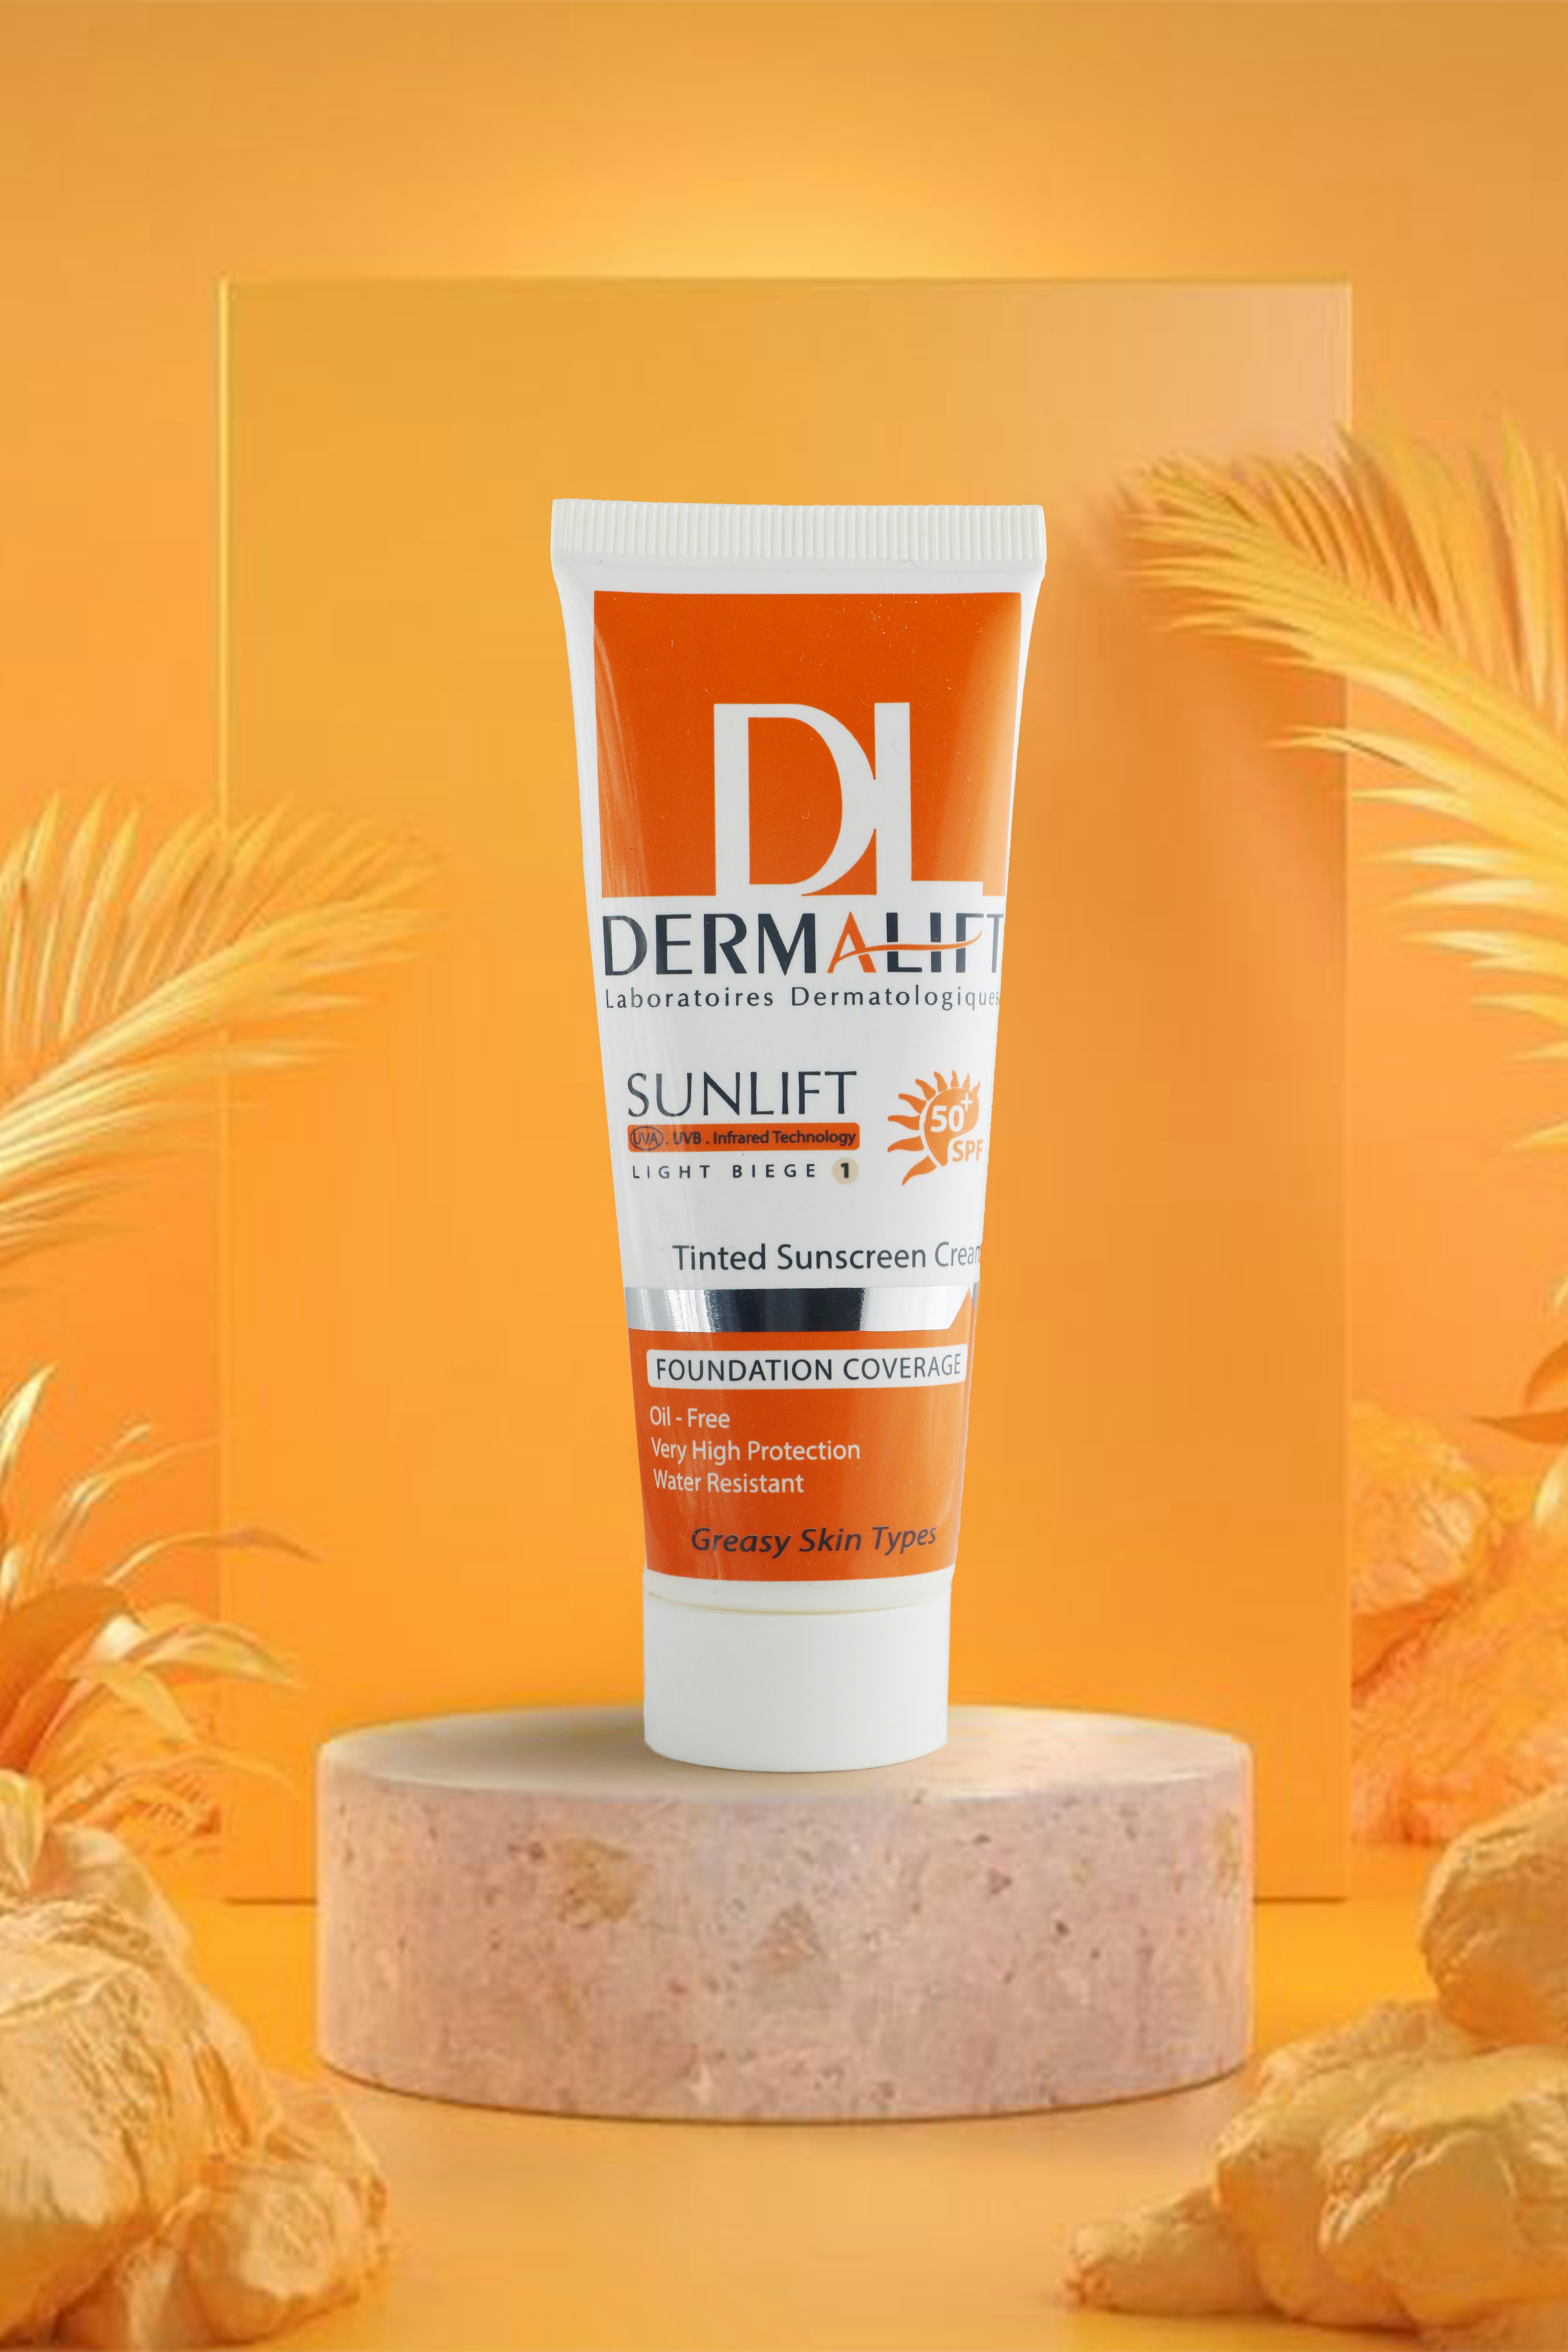 DL
DERMALIFT
Laboratoires Dermatologiques
SUNLIFT
UVA . UVB . Infrared Technology
LIGHT BIEGE 1
50+
SPF
Tinted Sunscreen Cream
FOUNDATION COVERAGE
Oil - Free
Very High Protection
Water Resistant
Greasy Skin Types